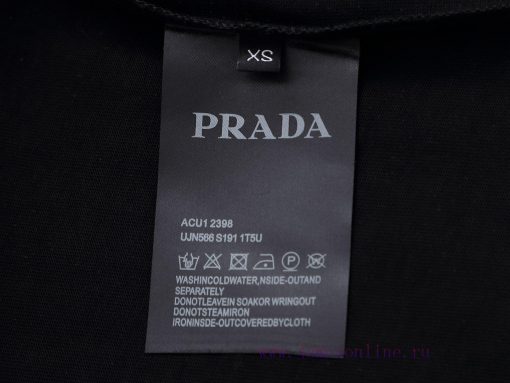 XS
PRADA
ACU1 2398
UJN566 S191 1T5U
P
WASHINCOLDWATER,NSIDE-OUTAND
SEPARATELY
DONOTLEAVEIN SOAKOR WRINGOUT
DONOTSTEAMIRON
IRONINSDE-OUTCOVEREDBYCLOTH